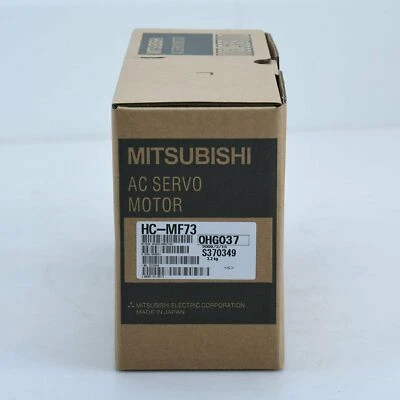 MITSUBISHI
AC SERVO
MOTOR
HC-MF73
OHG037
S370349
MITSUBISHI ELECTRIC CORPORATION
MADE IN JAPAN